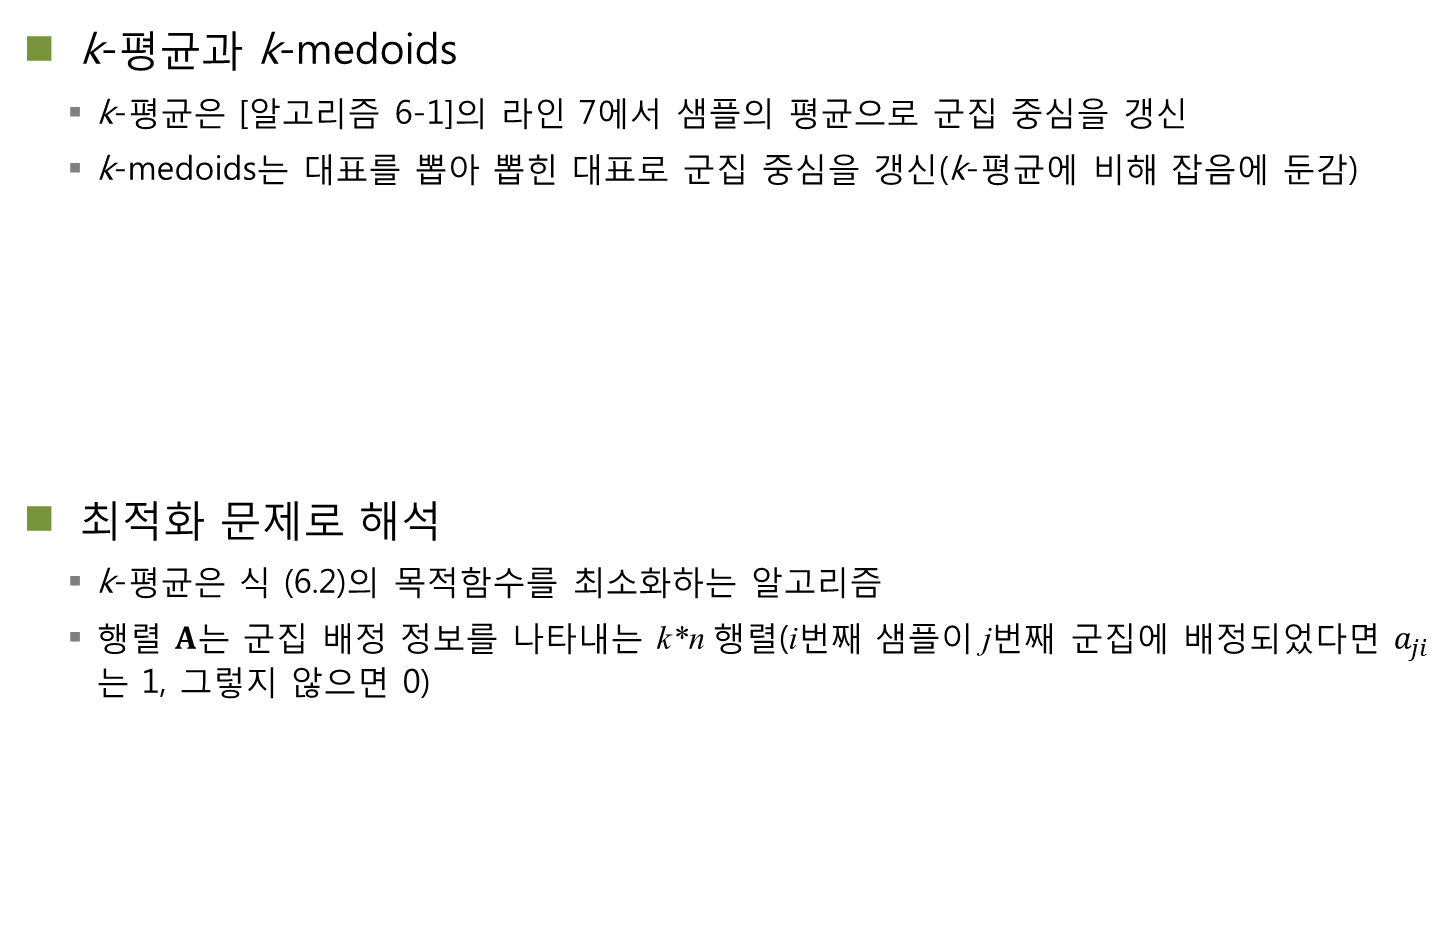 k-평균과 k-medoids
k-평균은 [알고리즘 6-1]의 라인 7에서 샘플의 평균으로 군집 중심을 갱신
k-medoids는 대표를 뽑아 뽑힌 대표로 군집 중심을 갱신(k-평균에 비해 잡음에 둔감)
최적화 문제로 해석
k-평균은 식 (6.2)의 목적함수를 최소화하는 알고리즘
행렬 A는 군집 배정 정보를 나타내는 k*n 행렬(i번째 샘플이 j번째 군집에 배정되었다면 aji
는 1, 그렇지 않으면 0)